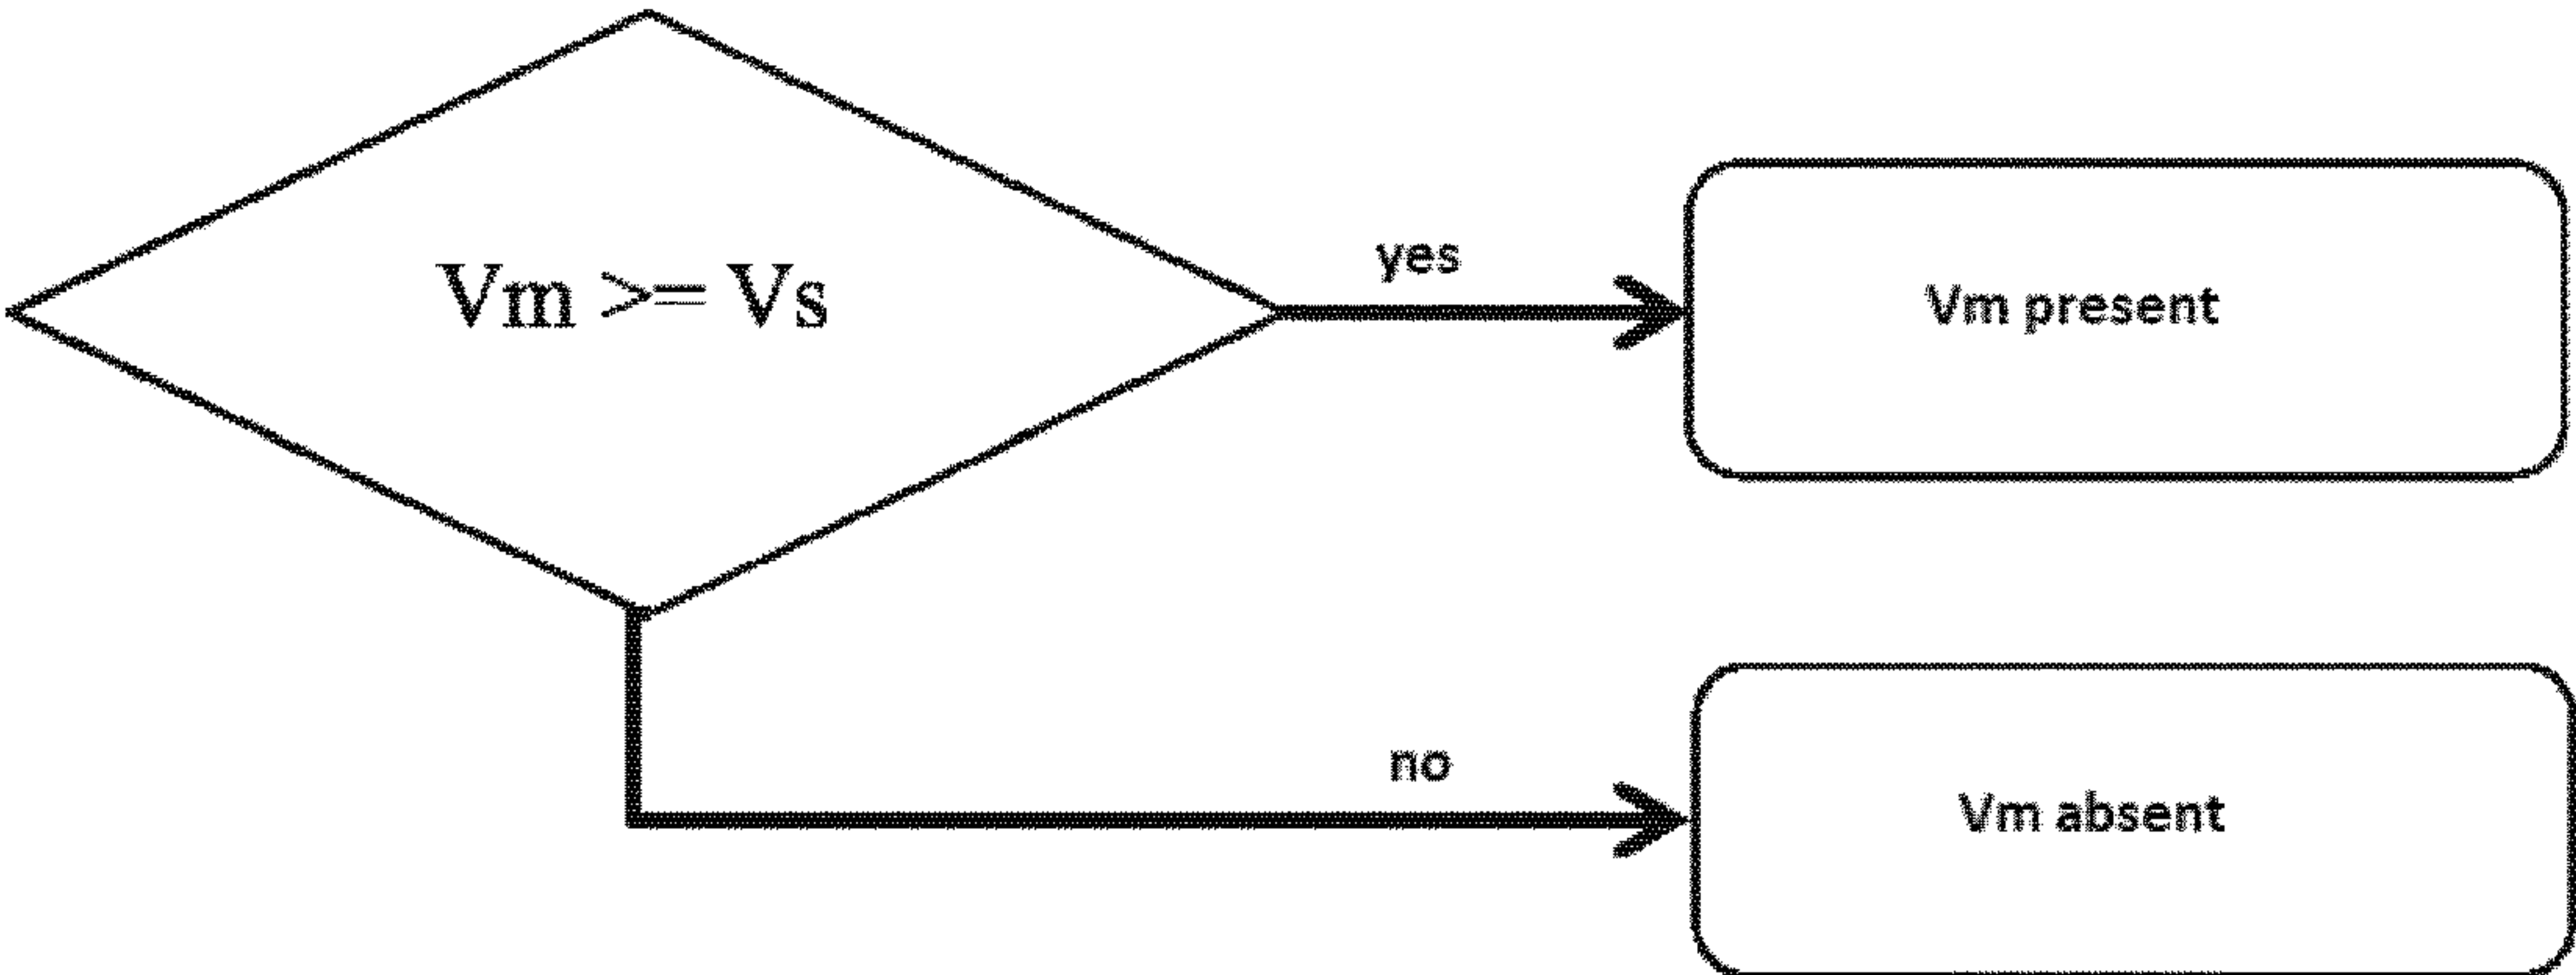 Vm >= Vs
yes
Vm present
no
Vm absent